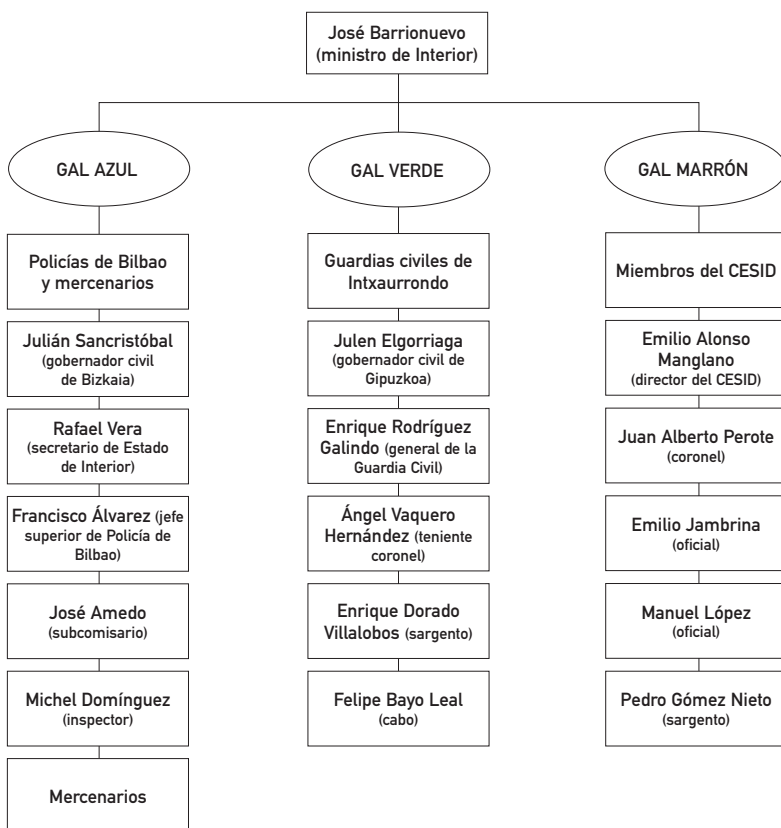 José Barrionuevo
(ministro de Interior)
GAL AZUL
Policías de Bilbao
y mercenarios
Julián Sancristóbal
(gobernador civil
de Bizkaia)
Rafael Vera
(secretario de Estado
de Interior)
Francisco Álvarez (jefe
superior de Policía de
Bilbao)
José Amedo
(subcomisario)
Michel Domínguez
(inspector)
Mercenarios
GAL VERDE
Guardias civiles de
Intxaurrondo
Julen Elgorriaga
(gobernador civil de
Gipuzkoa)
Enrique Rodríguez
Galindo (general de la
Guardia Civil)
Ángel Vaquero
Hernández (teniente
coronel)
Enrique Dorado
Villalobos (sargento)
Felipe Bayo Leal
(cabo)
GAL MARRÓN
Miembros del CESID
Emilio Alonso
Manglano
(director del CESID)
Juan Alberto Perote
(coronel)
Emilio Jambrina
(oficial)
Manuel López
(oficial)
Pedro Gómez Nieto
(sargento)